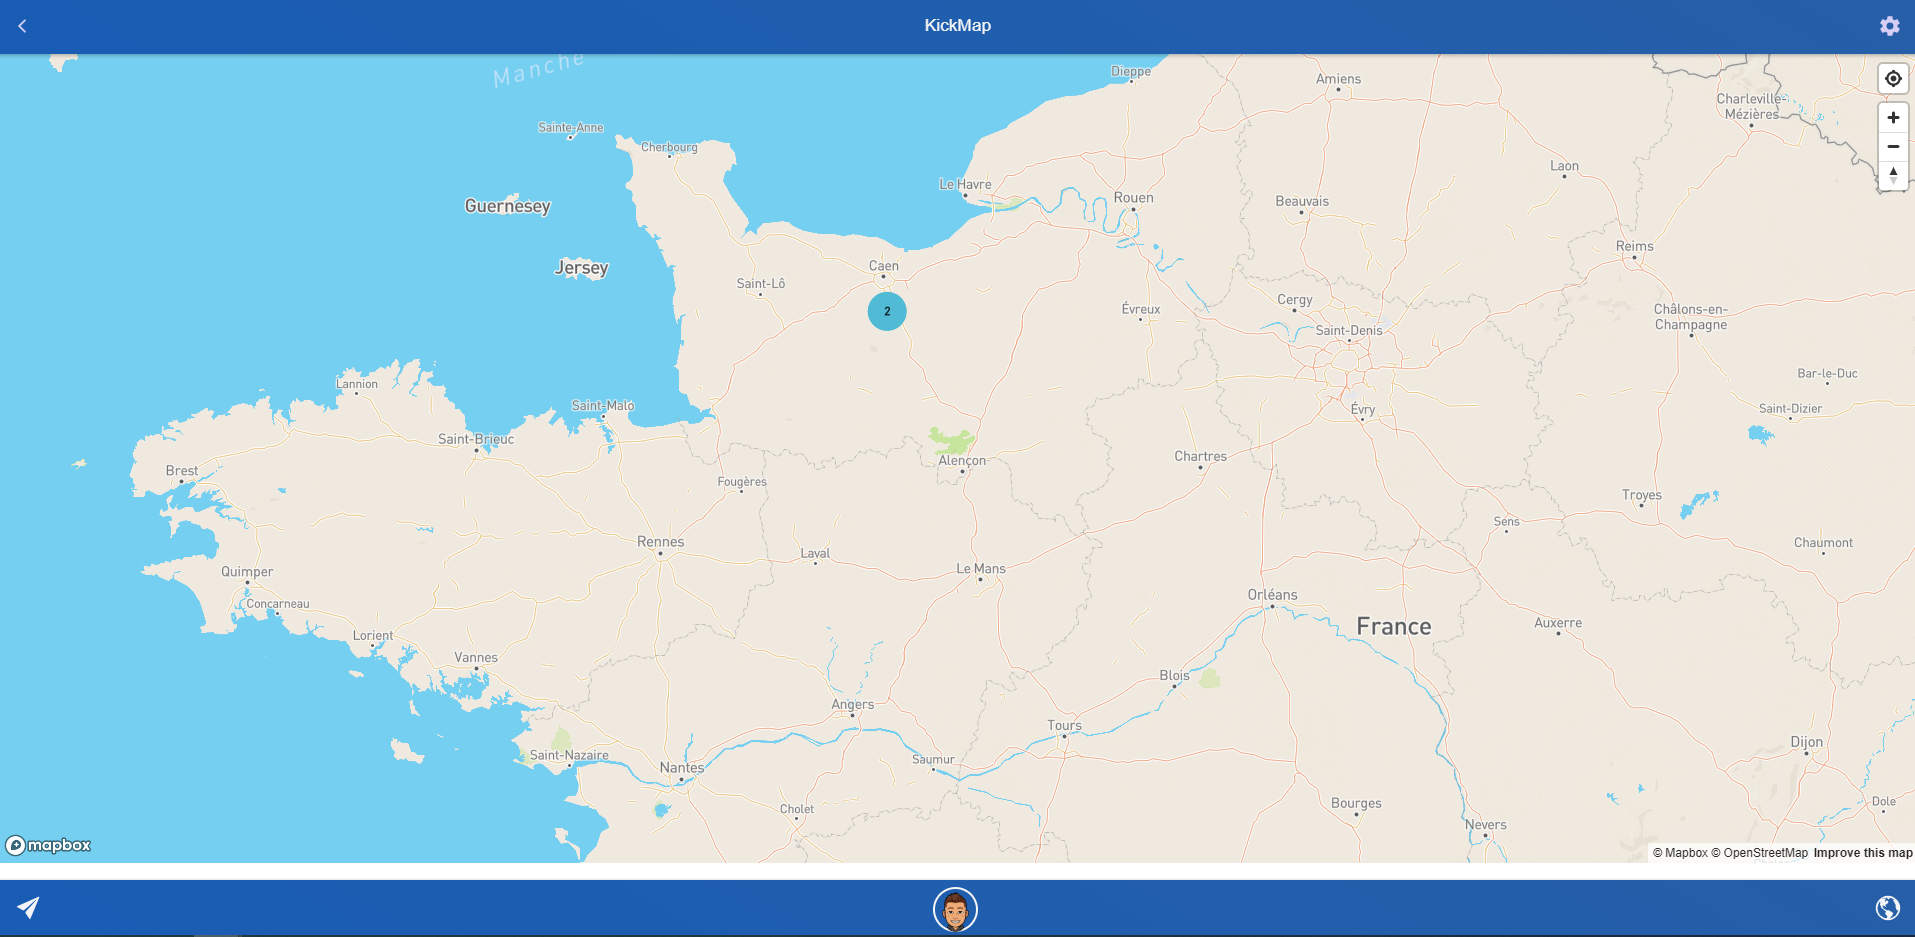 KickMap
Manche
Dieppe
Amiens
Charleville-
Mézières
Sainte-Anne
Cherbourg
Laon
Le Havre
Rouen
Beauvais
Guernesey
Reims
Jersey
Caen
Saint-Lô
Cergy
Évreux
Châlons-en-
Champagne
2
Saint-Denis
Bar-le-Duc
Lannion
Saint-Malo
Évry
Saint-Dizier
Saint-Brieuc
Chartres
Alençon
Brest
Fougères
Troyes
Sens
Rennes
Laval
Chaumont
Le Mans
Quimper
Concarneau
Orléans
Auxerre
France
Lorient
Vannes
Blois
Angers
Tours
Dijon
Saint-Nazaire
Saumur
Nantes
Cholet
Bourges
Dole
Nevers
mapbox
© Mapbox © OpenStreetMap Improve this map